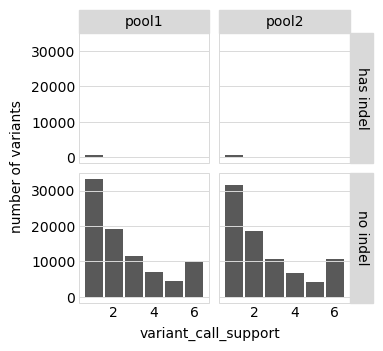 pool1 pool2
30000
20000
10000
0
has indel
number of variants
30000
20000
10000
0
no indel
2 4 6 2 4 6
variant_call_support